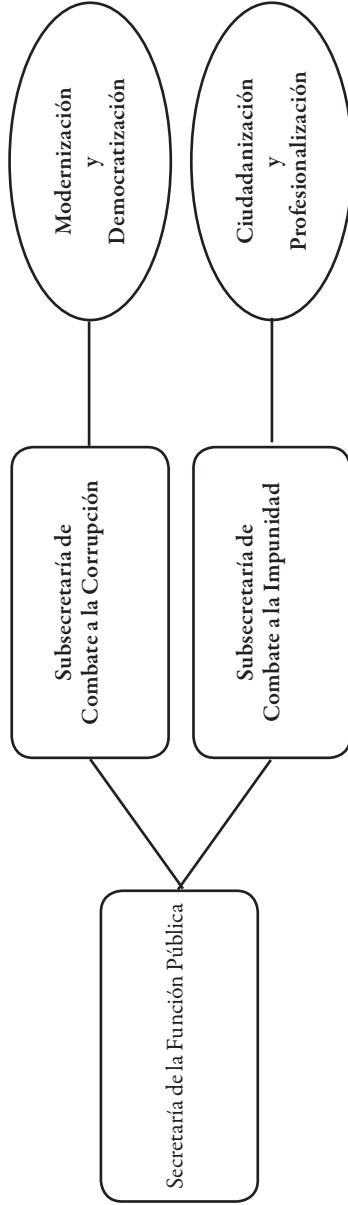 Secretaría de la Función Pública
Subsecretaría de
Combate a la Corrupción
Modernización
y
Democratización
Subsecretaría de
Combate a la Impunidad
Ciudadanización
y
Profesionalización